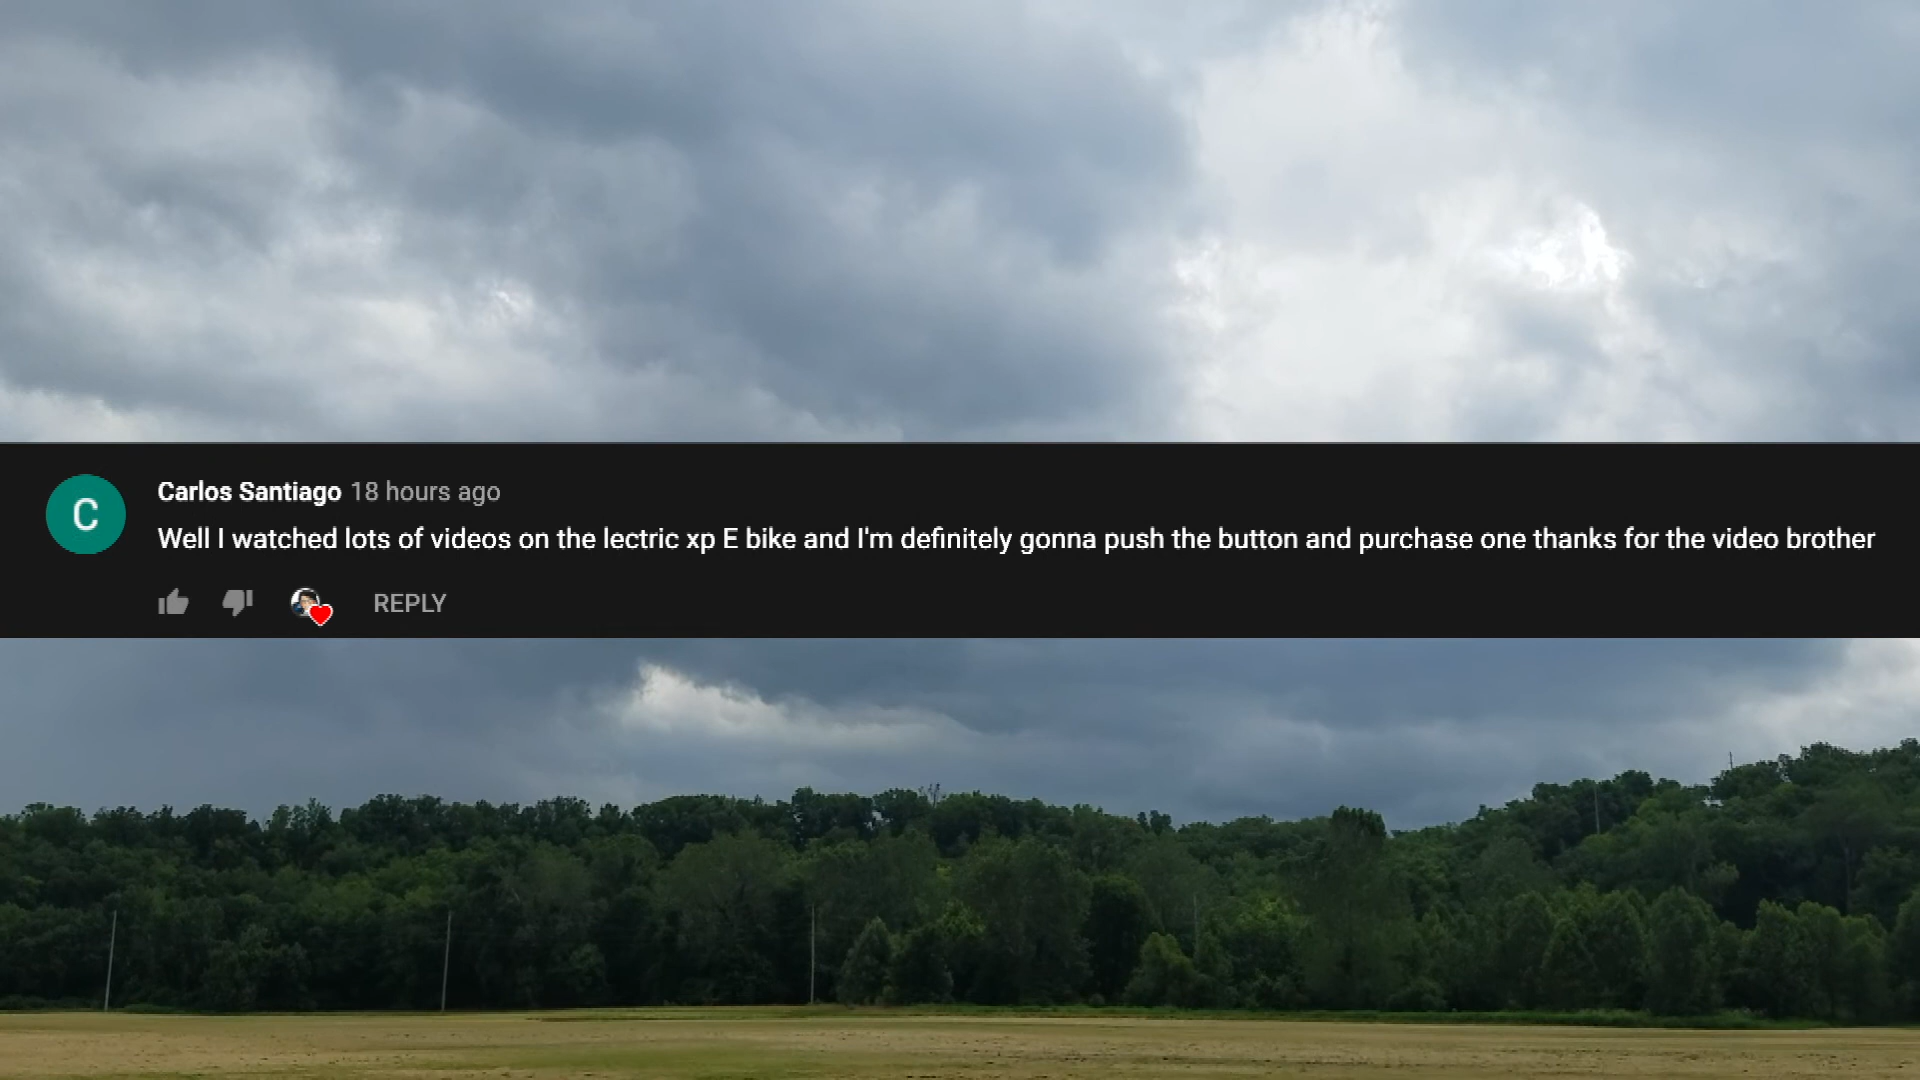 C
Carlos Santiago 18 hours ago
Well I watched lots of videos on the lectric xp E bike and I'm definitely gonna push the button and purchase one thanks for the video brother
REPLY